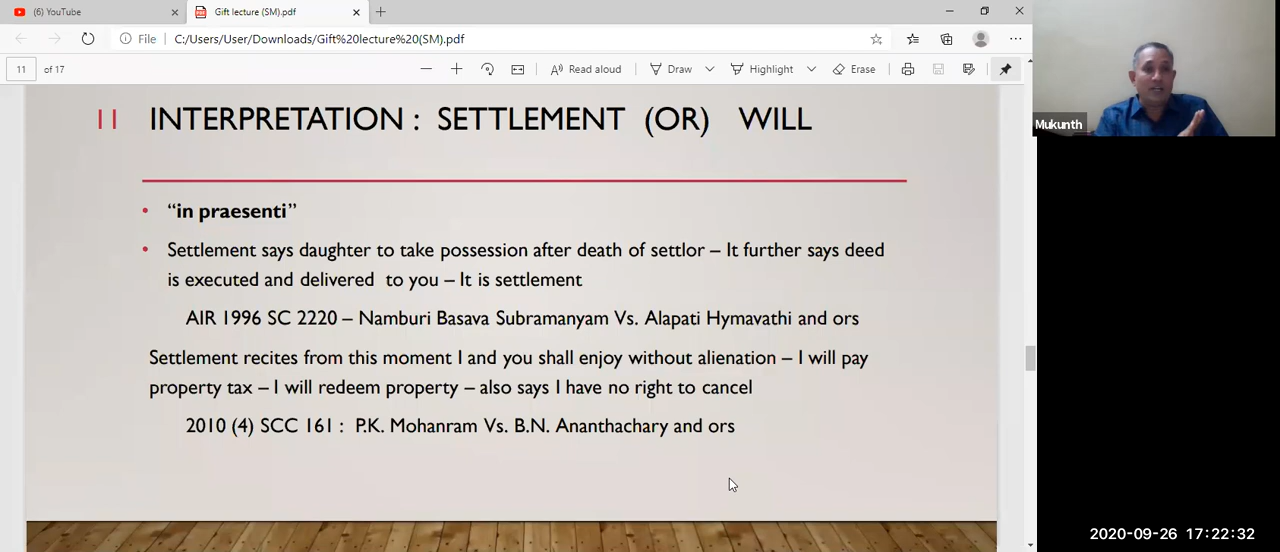 (6) YouTube
Gift lecture (SM).pdf
File
C:/Users/User/Downloads/Gift%20lecture%20(SM).pdf
11 of 17
Read aloud
Draw
Highlight
Erase
11 INTERPRETATION : SETTLEMENT (OR) WILL
• “in praesenti”
• Settlement says daughter to take possession after death of settlor – It further says deed
is executed and delivered to you – It is settlement
AIR 1996 SC 2220 – Namburi Basava Subramanyam Vs. Alapati Hymavathi and ors
Settlement recites from this moment I and you shall enjoy without alienation – I will pay
property tax – I will redeem property – also says I have no right to cancel
2010 (4) SCC 161 : P.K. Mohanram Vs. B.N. Ananthachary and ors
Mukunth
2020-09-26 17:22:32